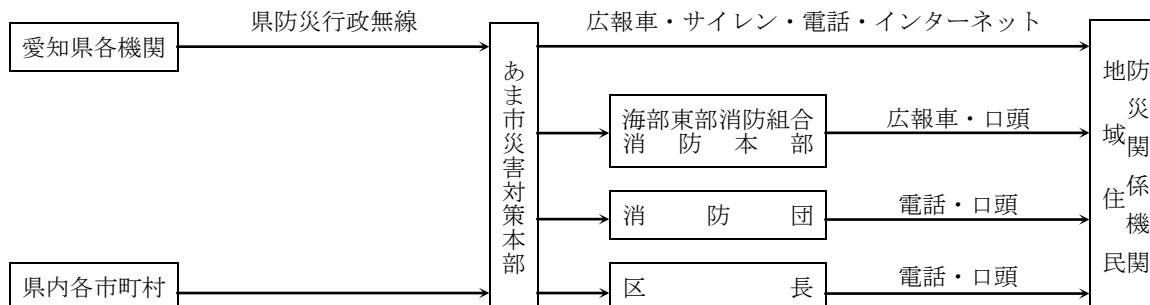 県防災行政無線
広報車・サイレン・電話・インターネット
愛知県各機関
あま市災害対策本部
海部東部消防組合
消防本部
広報車・口頭
消防団
電話・口頭
県内各市町村
区長
電話・口頭
防災関係機関
地域住民